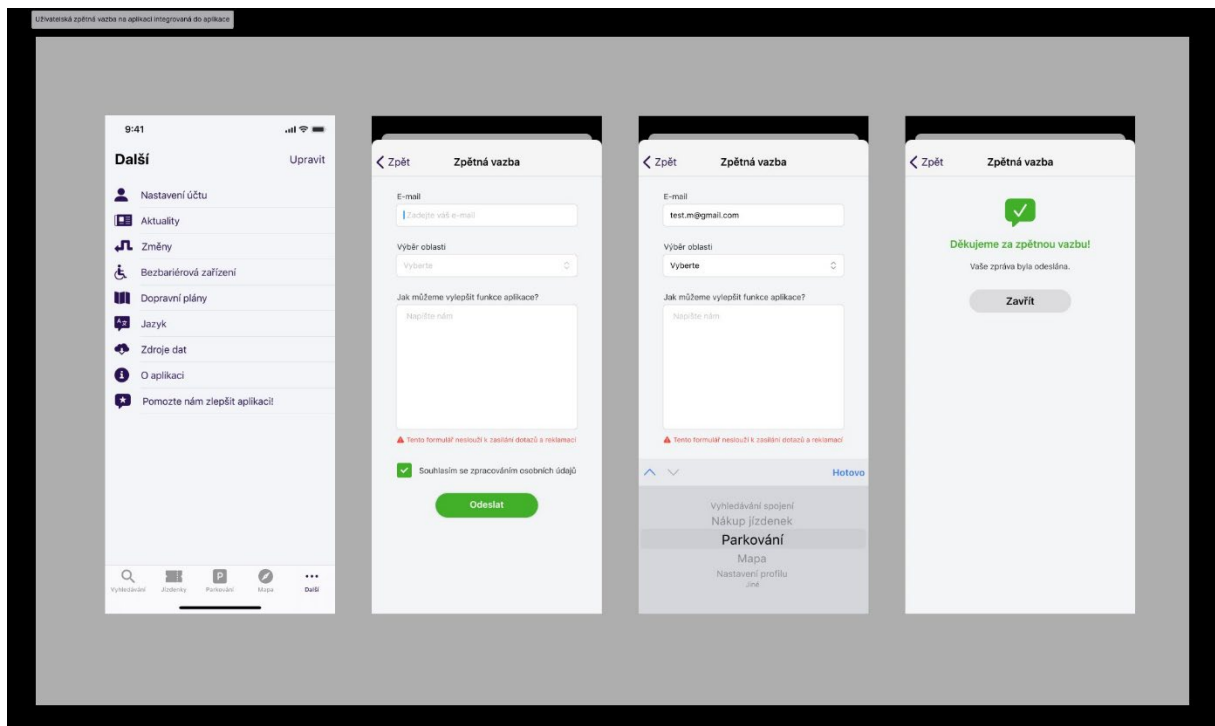 Uživatelská zpětná vazba na aplikaci integrovaná do aplikace
9:41
Další
Upravit
Nastavení účtu
Aktuality
Změny
Bezbariérová zařízení
Dopravní plány
Jazyk
Zdroje dat
O aplikaci
Pomozte nám zlepšit aplikaci!
Vyhledávání
Jízdenky
Parkování
Mapa
Další
Zpět
Zpětná vazba
E-mail
Zadejte váš e-mail
Výběr oblasti
Vyberte
Jak můžeme vylepšit funkce aplikace?
Napište nám
Tento formulář neslouží k zasílání dotazů a reklamací
Souhlasím se zpracováním osobních údajů
Odeslat
Zpět
Zpětná vazba
E-mail
test.m@gmail.com
Výběr oblasti
Vyberte
Jak můžeme vylepšit funkce aplikace?
Napište nám
Tento formulář neslouží k zasílání dotazů a reklamací
Hotovo
Vyhledávání spojení
Nákup jízdenek
Parkování
Mapa
Nastavení profilu
Jiné
Zpět
Zpětná vazba
Děkujeme za zpětnou vazbu!
Vaše zpráva byla odeslána.
Zavřít